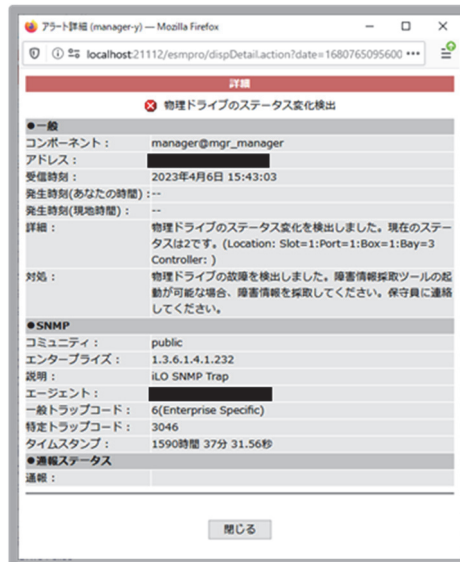 アラート詳細 (manager-y) — Mozilla Firefox
localhost:21112/esmpro/dispDetail.action?date=1680765095600
詳細
物理ドライブのステータス変化検出
●一般
コンポーネント： manager@mgr_manager
アドレス：
受信時刻： 2023年4月6日 15:43:03
発生時刻(あなたの時間)：--
発生時刻(現地時間)： --
詳細： 物理ドライブのステータス変化を検出しました。現在のステー
タスは2です。(Location: Slot=1:Port=1:Box=1:Bay=3
Controller: )
対処： 物理ドライブの故障を検出しました。障害情報採取ツールの起
動が可能な場合、障害情報を採取してください。保守員に連絡
してください。
●SNMP
コミュニティ： public
エンタープライズ： 1.3.6.1.4.1.232
説明： iLO SNMP Trap
エージェント：
一般トラップコード： 6(Enterprise Specific)
特定トラップコード： 3046
タイムスタンプ： 1590時間 37分 31.56秒
●通報ステータス
通報：
閉じる